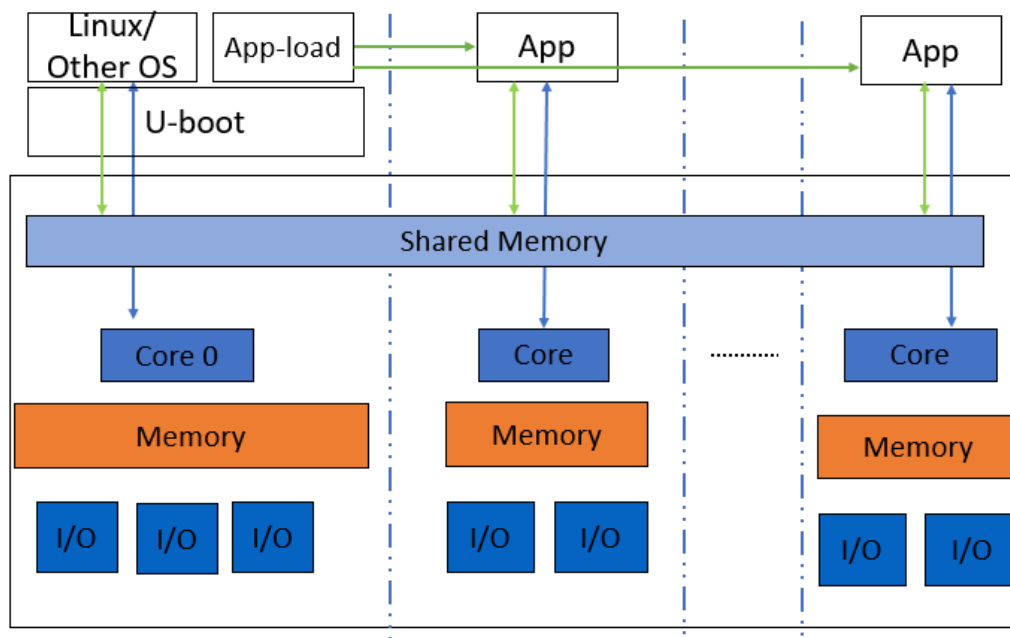 Linux/
Other OS
App-load
App
App
U-boot
Shared Memory
Core 0
Core
..........
Core
Memory
Memory
Memory
I/O
I/O
I/O
I/O
I/O
I/O
I/O